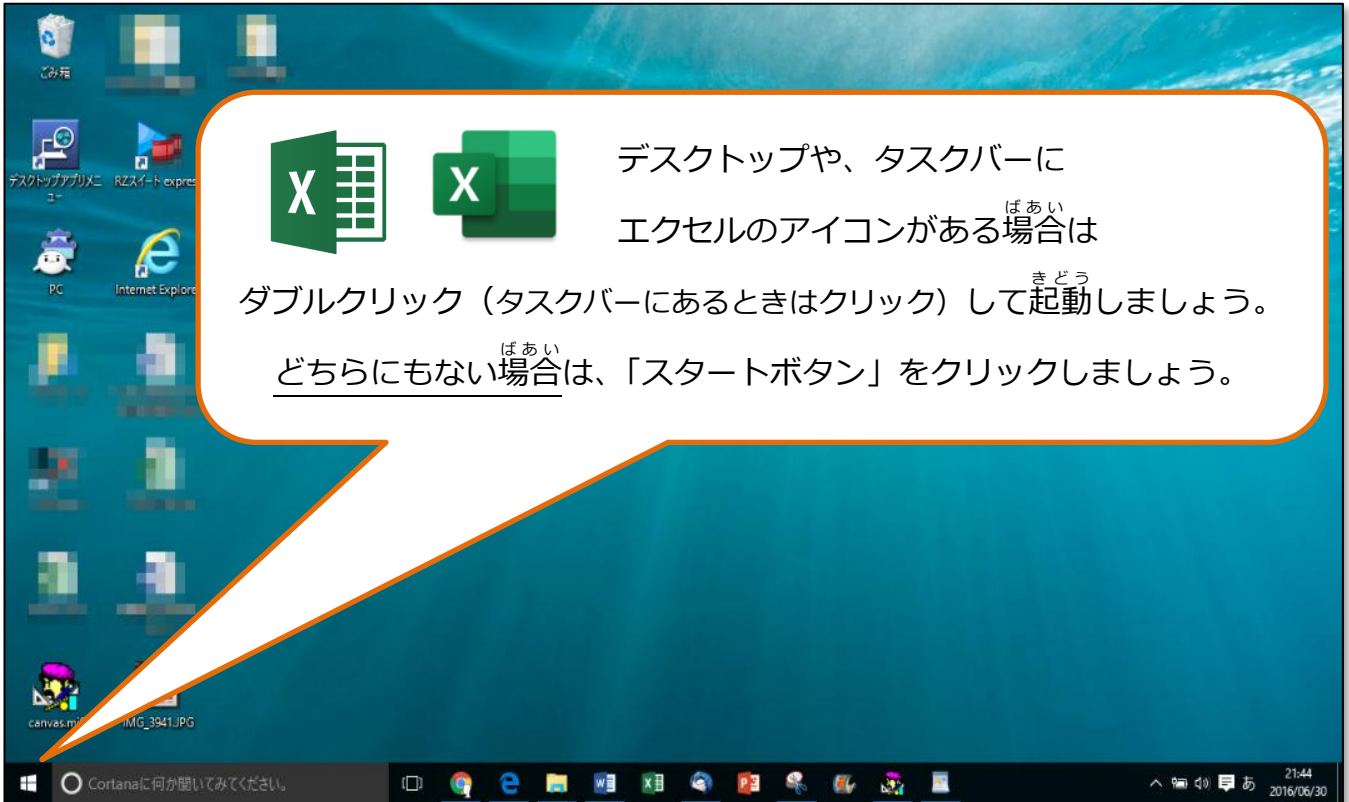 ごみ箱
デスクトップアプリメニ
ュー
RZスイート expres
PC
Internet Explore
デスクトップや、タスクバーに
エクセルのアイコンがある場合は
ばあい
ダブルクリック（タスクバーにあるときはクリック）して起動しましょう。
きどう
どちらにもない場合は、「スタートボタン」をクリックしましょう。
ばあい
canvas.mi
IMG_3941.JPG
Cortanaに何か聞いてみてください。
あ
21:44
2016/06/30